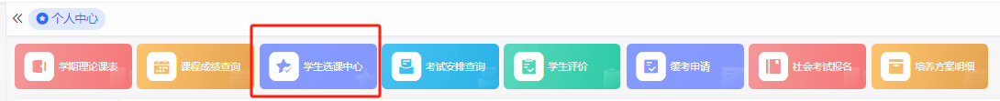 个人中心
学期理论课表
课程成绩查询
学生选课中心
考试安排查询
学生评价
缓考申请
社会考试报名
培养方案明细